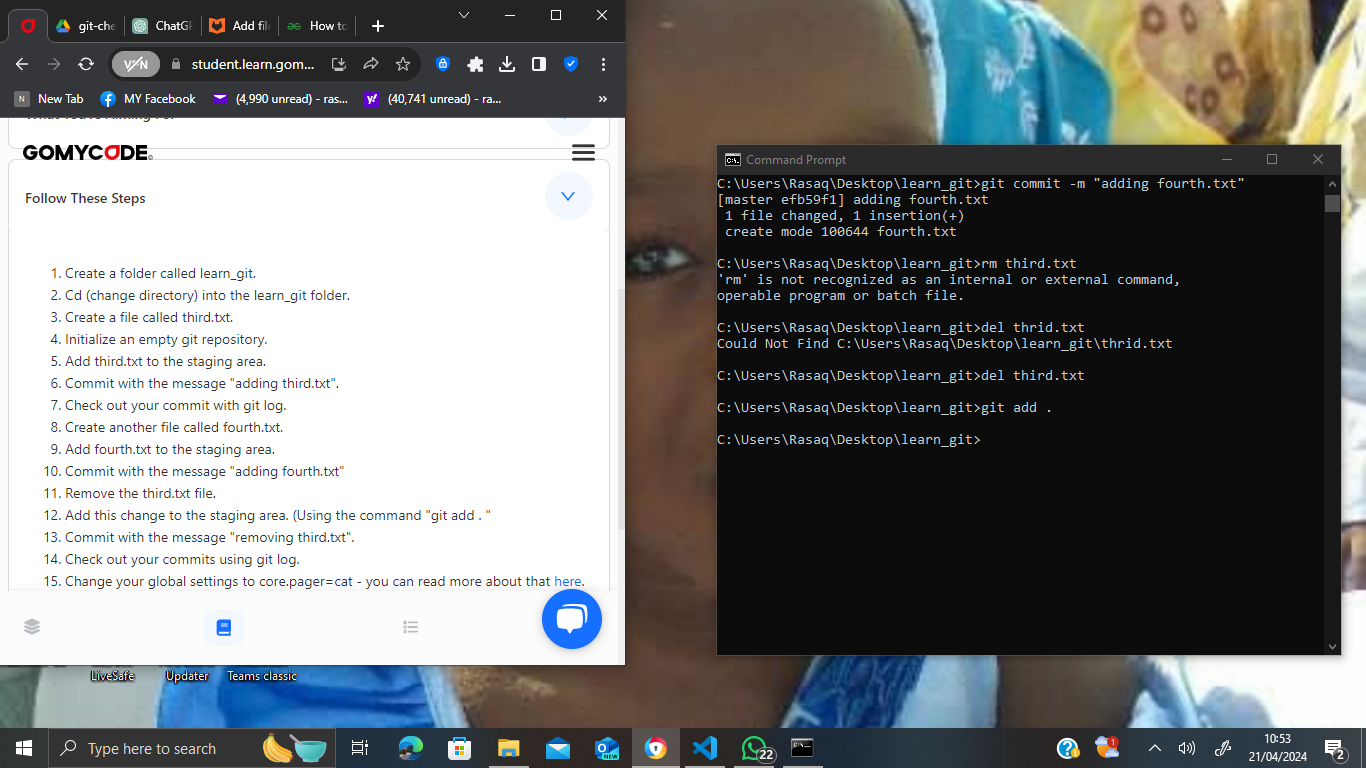 git-che
ChatGP
Add file
How to
VPN
student.learn.gom...
New Tab
MY Facebook
(4,990 unread) - ras...
(40,741 unread) - ra...
»
GOMYCODE
Follow These Steps
1. Create a folder called learn_git.
2. Cd (change directory) into the learn_git folder.
3. Create a file called third.txt.
4. Initialize an empty git repository.
5. Add third.txt to the staging area.
6. Commit with the message "adding third.txt".
7. Check out your commit with git log.
8. Create another file called fourth.txt.
9. Add fourth.txt to the staging area.
10. Commit with the message "adding fourth.txt"
11. Remove the third.txt file.
12. Add this change to the staging area. (Using the command "git add . "
13. Commit with the message "removing third.txt".
14. Check out your commits using git log.
15. Change your global settings to core.pager=cat - you can read more about that here.
Command Prompt
C:\Users\Rasaq\Desktop\learn_git>git commit -m "adding fourth.txt"
[master efb59f1] adding fourth.txt
1 file changed, 1 insertion(+)
create mode 100644 fourth.txt
C:\Users\Rasaq\Desktop\learn_git>rm third.txt
'rm' is not recognized as an internal or external command,
operable program or batch file.
C:\Users\Rasaq\Desktop\learn_git>del thrid.txt
Could Not Find C:\Users\Rasaq\Desktop\learn_git\thrid.txt
C:\Users\Rasaq\Desktop\learn_git>del third.txt
C:\Users\Rasaq\Desktop\learn_git>git add .
C:\Users\Rasaq\Desktop\learn_git>
LiveSafe
Updater
Teams classic
Type here to search
NEW
22
1
10:53
21/04/2024
2